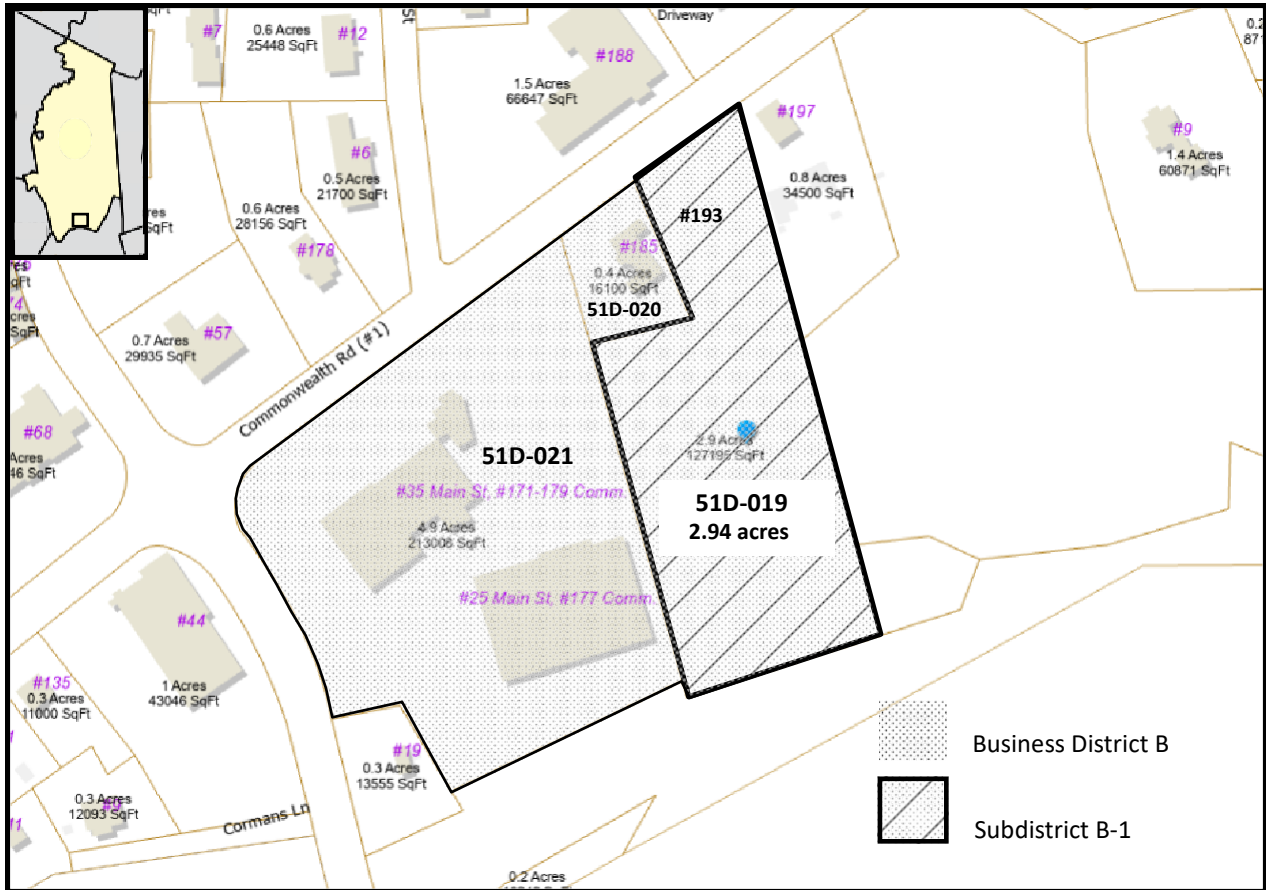 #7
0.6 Acres
25448 SqFt
#12
St
Driveway
#188
1.5 Acres
66647 SqFt
#197
0.8 Acres
34500 SqFt
#9
1.4 Acres
60871 SqFt
#6
0.5 Acres
21700 SqFt
0.6 Acres
28156 SqFt
#178
#193
#185
0.4 Acres
16100 SqFt
51D-020
0.7 Acres
29935 SqFt
#57
Commonwealth Rd (#1)
#68
46 SqFt
51D-021
#35 Main St, #171-179 Comm.
4.9 Acres
213008 SqFt
2.9 Acres
51D-019
2.94 acres
#25 Main St, #177 Comm.
#44
1 Acres
43046 SqFt
#135
0.3 Acres
11000 SqFt
#19
0.3 Acres
13555 SqFt
0.3 Acres
12093 SqFt
Cormans Ln
0.2 Acres
Business District B
Subdistrict B-1